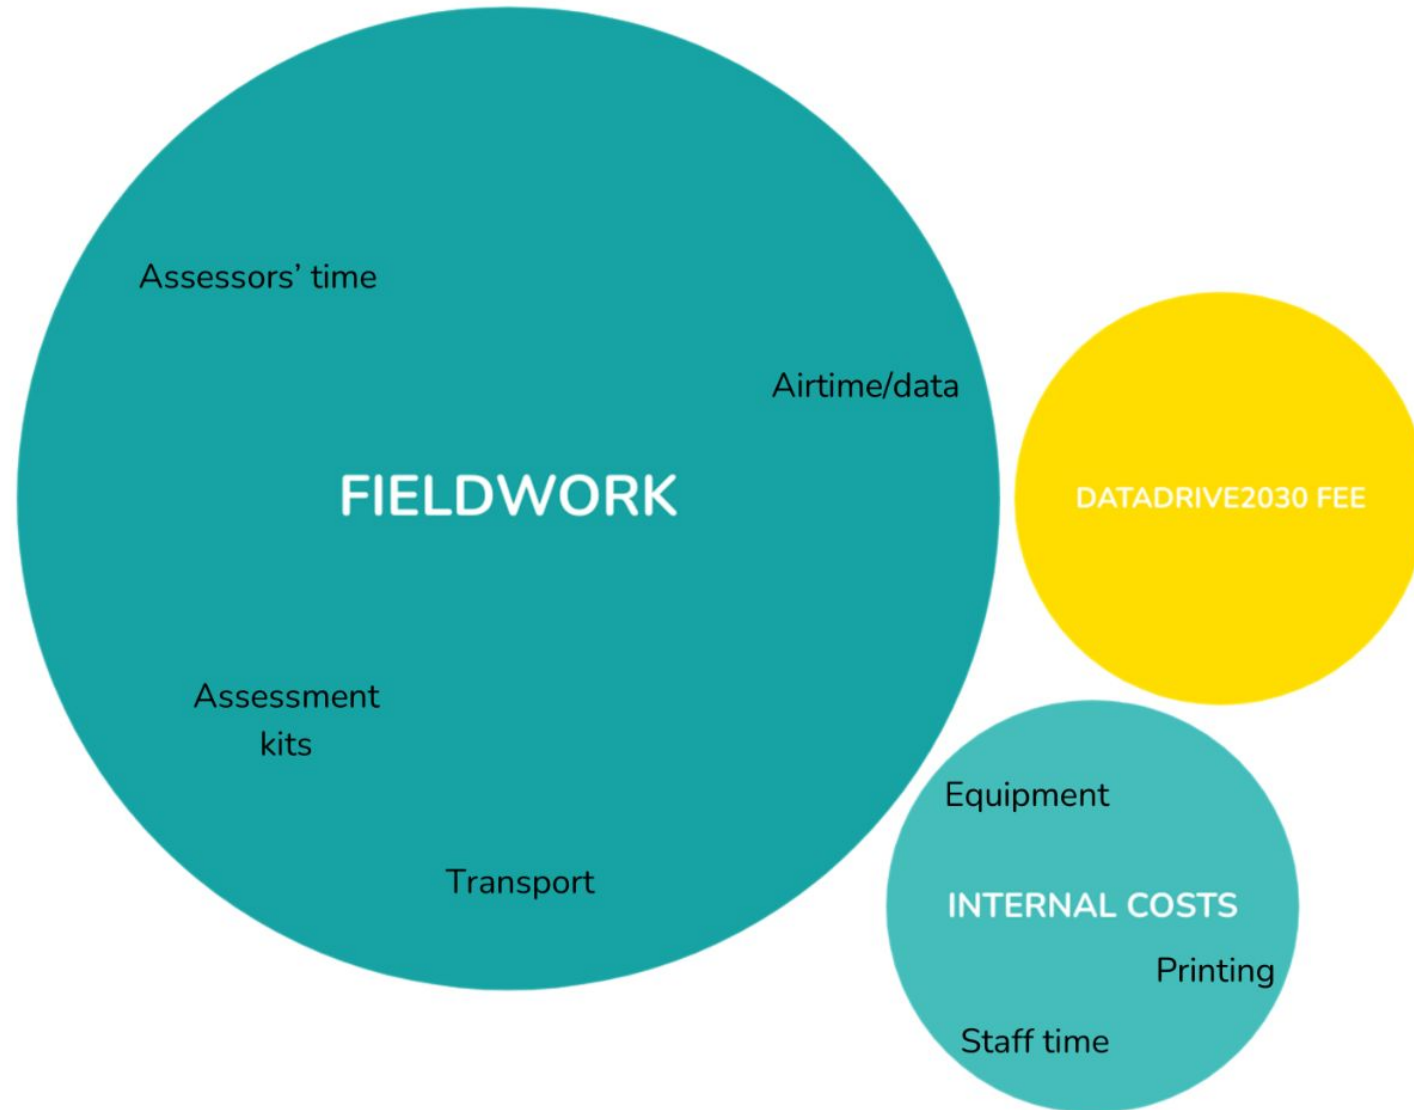 Assessors’ time
Airtime/data
FIELDWORK
Assessment
kits
Transport
DATADRIVE2030 FEE
Equipment
INTERNAL COSTS
Printing
Staff time